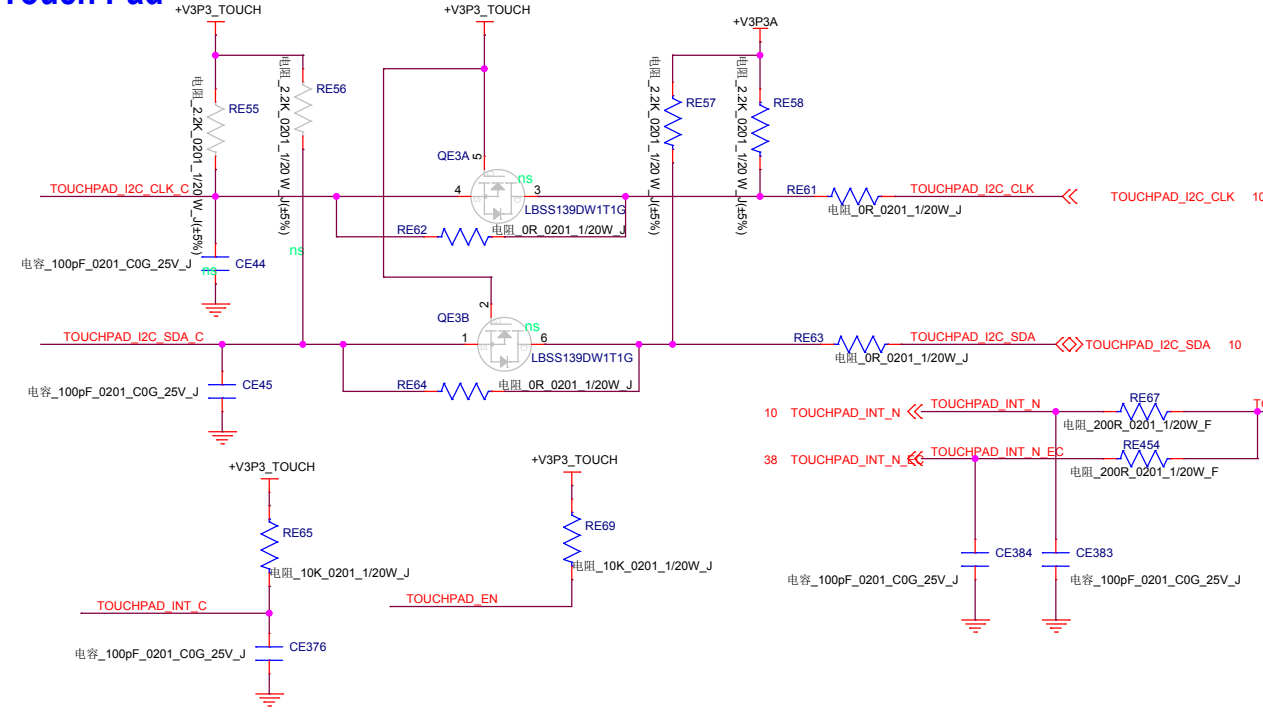 Touch Pad
+V3P3_TOUCH
+V3P3_TOUCH
+V3P3A
RE55
电阻_2.2K_0201_1/20W_J(±5%)
RE56
电阻_2.2K_0201_1/20W_J(±5%)
ns
RE57
电阻_2.2K_0201_1/20W_J(±5%)
RE58
电阻_2.2K_0201_1/20W_J(±5%)
QE3A
5
ns
TOUCHPAD_I2C_CLK_C
4
3
LBSS139DW1T1G
RE61
电阻_0R_0201_1/20W_J
TOUCHPAD_I2C_CLK
TOUCHPAD_I2C_CLK 10
RE62
电阻_0R_0201_1/20W_J
电容_100pF_0201_C0G_25V_J
ns
CE44
QE3B
2
ns
TOUCHPAD_I2C_SDA_C
1
6
LBSS139DW1T1G
RE63
电阻_0R_0201_1/20W_J
TOUCHPAD_I2C_SDA
TOUCHPAD_I2C_SDA 10
RE64
电阻_0R_0201_1/20W_J
电容_100pF_0201_C0G_25V_J
CE45
10 TOUCHPAD_INT_N
TOUCHPAD_INT_N
RE67
电阻_200R_0201_1/20W_F
38 TOUCHPAD_INT_N_EC
TOUCHPAD_INT_N_EC
RE454
电阻_200R_0201_1/20W_F
+V3P3_TOUCH
+V3P3_TOUCH
RE65
电阻_10K_0201_1/20W_J
RE69
电阻_10K_0201_1/20W_J
CE384
电容_100pF_0201_C0G_25V_J
CE383
电容_100pF_0201_C0G_25V_J
TOUCHPAD_INT_C
TOUCHPAD_EN
电容_100pF_0201_C0G_25V_J
CE376